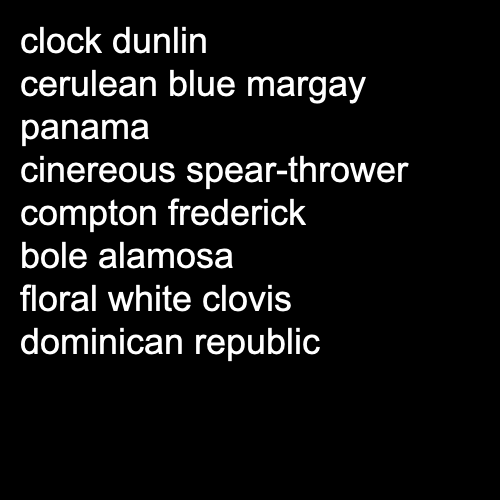 clock dunlin
cerulean blue margay
panama
cinereous spear-thrower
compton frederick
bole alamosa
floral white clovis
dominican republic